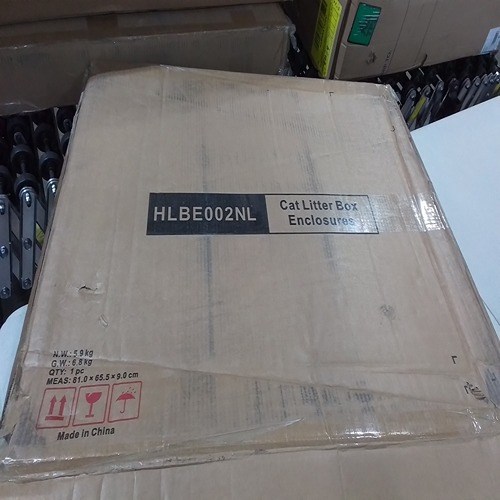 HLBE002NL
Cat Litter Box
Enclosures
N.W.: 5.9 kg
G.W.: 6.8 kg
QTY: 1 pc
MEAS: 81.0 × 65.5 × 9.0 cm
Made in China